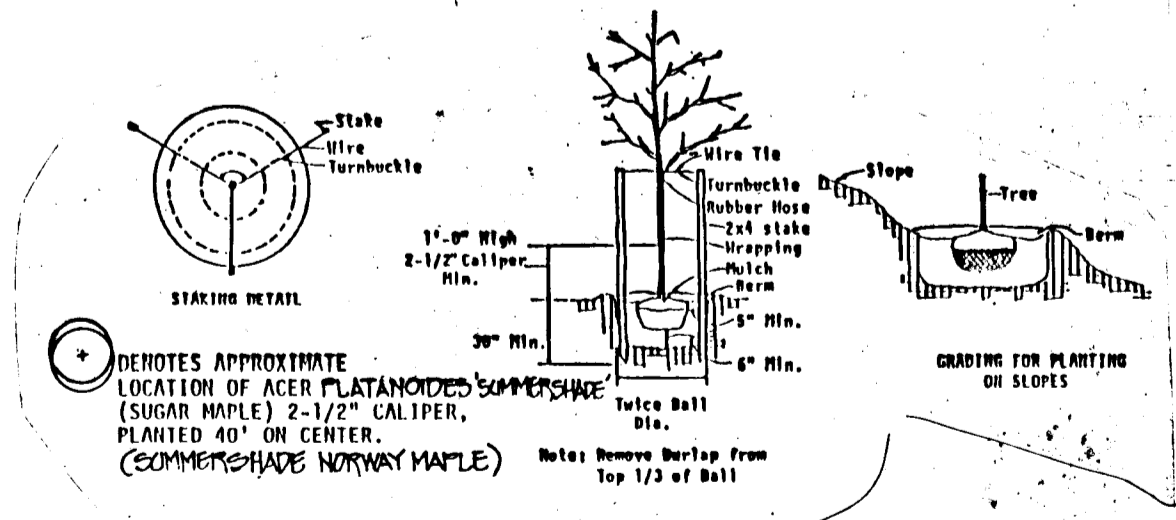 Stake
Wire
Turnbuckle
STAKING DETAIL
Wire Tie
Turnbuckle
Rubber Hose
2x4 stake
Wrapping
Mulch
Berm
5" Min.
6" Min.
1'-0" High
2-1/2" Caliper
Min.
30" Min.
Twice Ball
Dia.
Note: Remove Burlap from
Top 1/3 of Ball
Slope
Tree
Berm
GRADING FOR PLANTING
ON SLOPES
DENOTES APPROXIMATE
LOCATION OF ACER PLATANOIDES 'SUMMERSHADE'
(SUGAR MAPLE) 2-1/2" CALIPER,
PLANTED 40' ON CENTER.
(SUMMERSHADE NORWAY MAPLE)